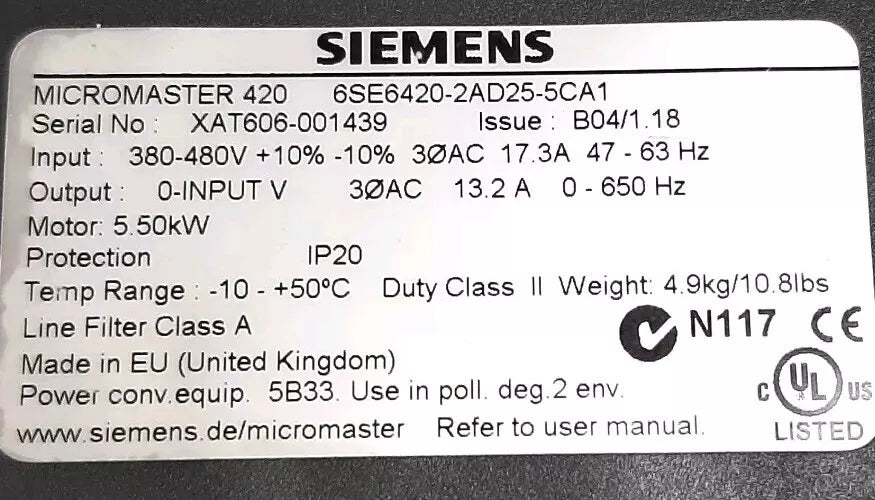 SIEMENS
MICROMASTER 420 6SE6420-2AD25-5CA1
Serial No : XAT606-001439 Issue : B04/1.18
Input : 380-480V +10% -10% 3ØAC 17.3A 47 - 63 Hz
Output : 0-INPUT V 3ØAC 13.2 A 0 - 650 Hz
Motor: 5.50kW
Protection IP20
Temp Range : -10 - +50ºC Duty Class II Weight: 4.9kg/10.8lbs
Line Filter Class A
N117 CE
Made in EU (United Kingdom)
Power conv.equip. 5B33. Use in poll. deg.2 env.
C UL US
www.siemens.de/micromaster Refer to user manual.
LISTED